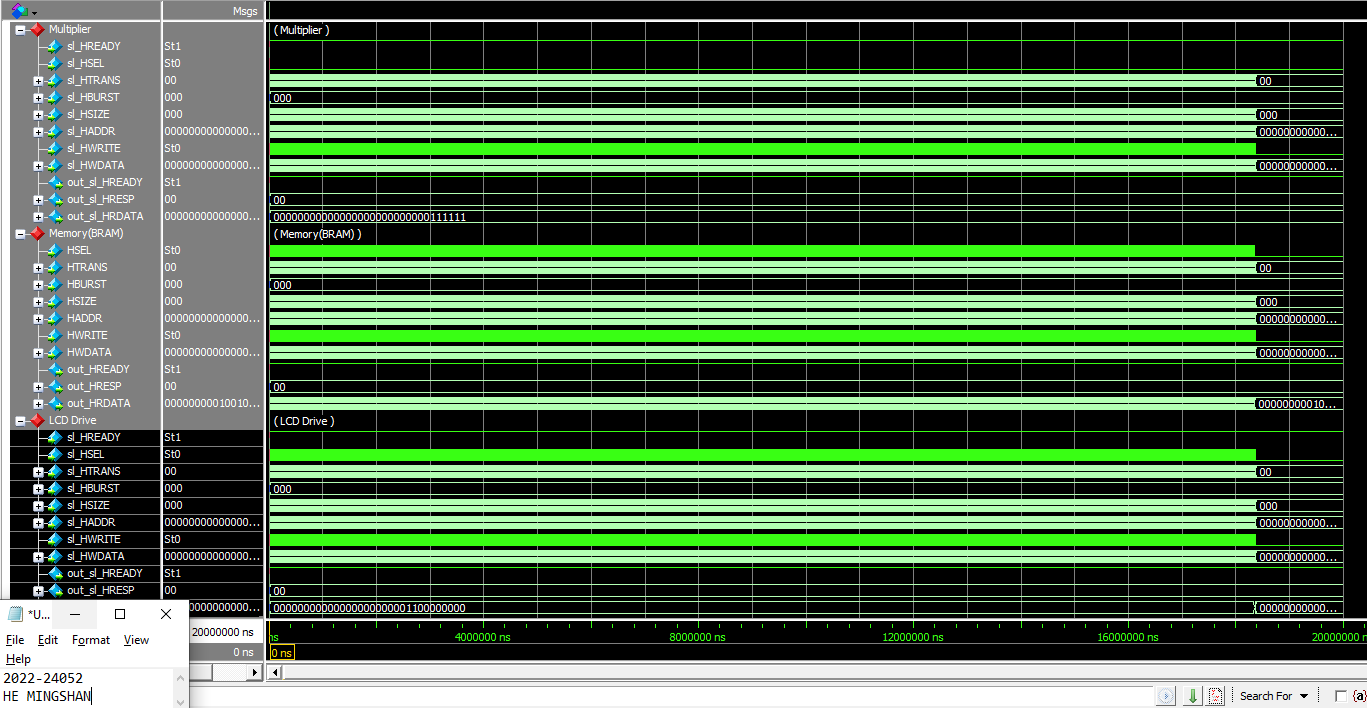 Msgs
Multiplier (Multiplier)
sl_HREADY St1
sl_HSEL St0
sl_HTRANS 00 00
sl_HBURST 000 000
sl_HSIZE 000 000
sl_HADDR 00000000000000... 00000000000...
sl_HWRITE St0
sl_HWDATA 00000000000000... 00000000000...
out_sl_HREADY St1
out_sl_HRESP 00 00
out_sl_HRDATA 00000000000000... 00000000000000000000000000111111
Memory(BRAM) (Memory(BRAM))
HSEL St0
HTRANS 00 00
HBURST 000 000
HSIZE 000 000
HADDR 00000000000000... 00000000000...
HWRITE St0
HWDATA 00000000000000... 00000000000...
out_HREADY St1
out_HRESP 00 00
out_HRDATA 00000000010010... 00000000010...
LCD Drive (LCD Drive)
sl_HREADY St1
sl_HSEL St0
sl_HTRANS 00 00
sl_HBURST 000 000
sl_HSIZE 000 000
sl_HADDR 00000000000000... 00000000000...
sl_HWRITE St0
sl_HWDATA 00000000000000... 00000000000...
out_sl_HREADY St1
out_sl_HRESP 00 00
00000000000000000000001100000000 00000000000...
20000000 ns ns 4000000 ns 8000000 ns 12000000 ns 16000000 ns 20000000 n
0 ns 0 ns
*U...
File Edit Format View
Help
2022-24052
HE MINGSHAN
Search For